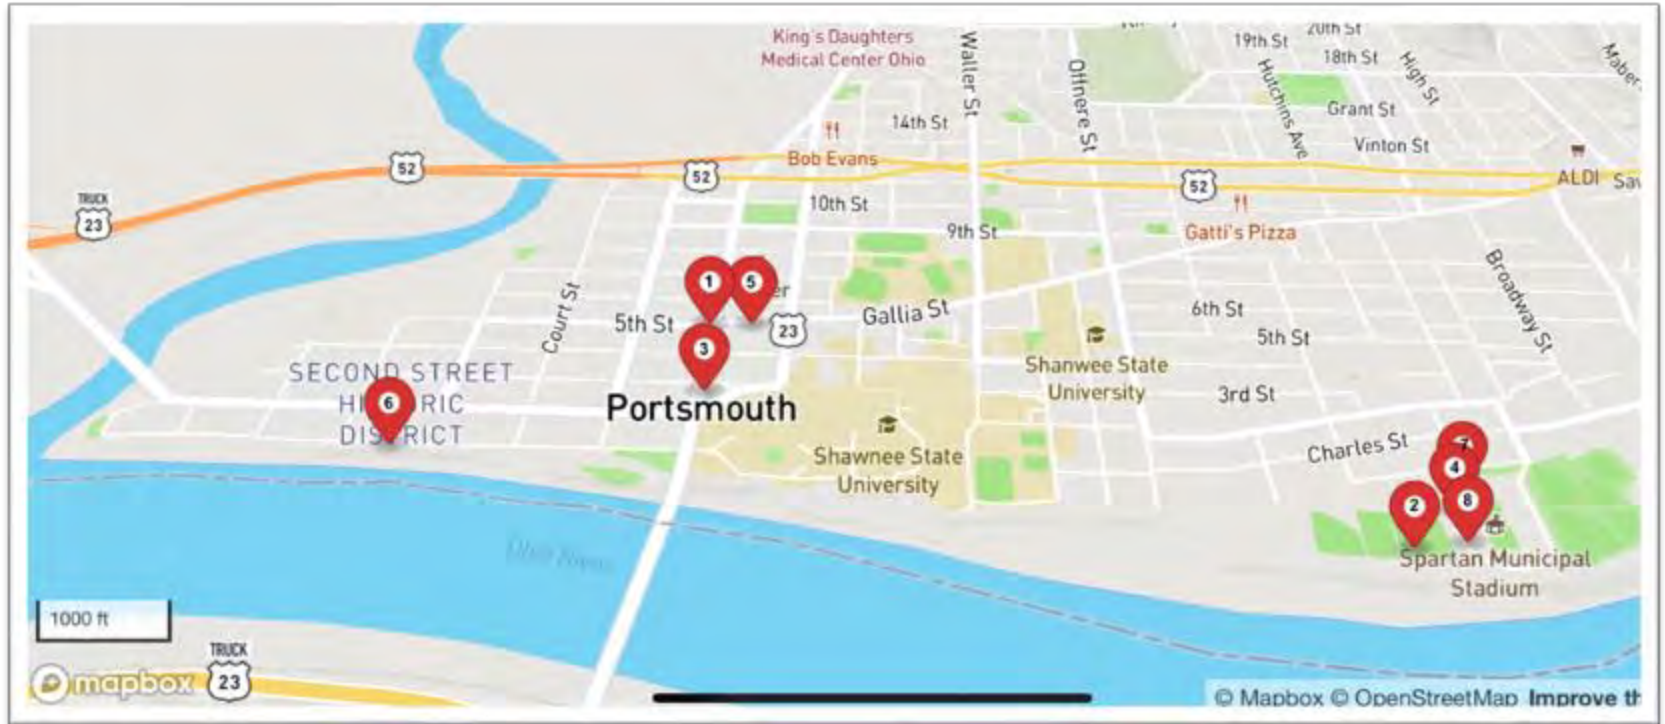 King's Daughters
Medical Center Ohio
Waller St
Offnere St
19th St
20th St
18th St
Hutchins Ave
High St
Grant St
Vinton St
14th St
Bob Evans
52
52
52
ALDI
TRUCK
23
10th St
9th St
Gatti's Pizza
Broadway St
Court St
1
5
5th St
23
Gallia St
6th St
5th St
3
Shanwee State
University
3rd St
SECOND STREET
DISTRICT
6
Portsmouth
Shawnee State
University
Charles St
7
4
2
8
Spartan Municipal
Stadium
Ohio River
1000 ft
TRUCK
23
mapbox
© Mapbox © OpenStreetMap Improve th